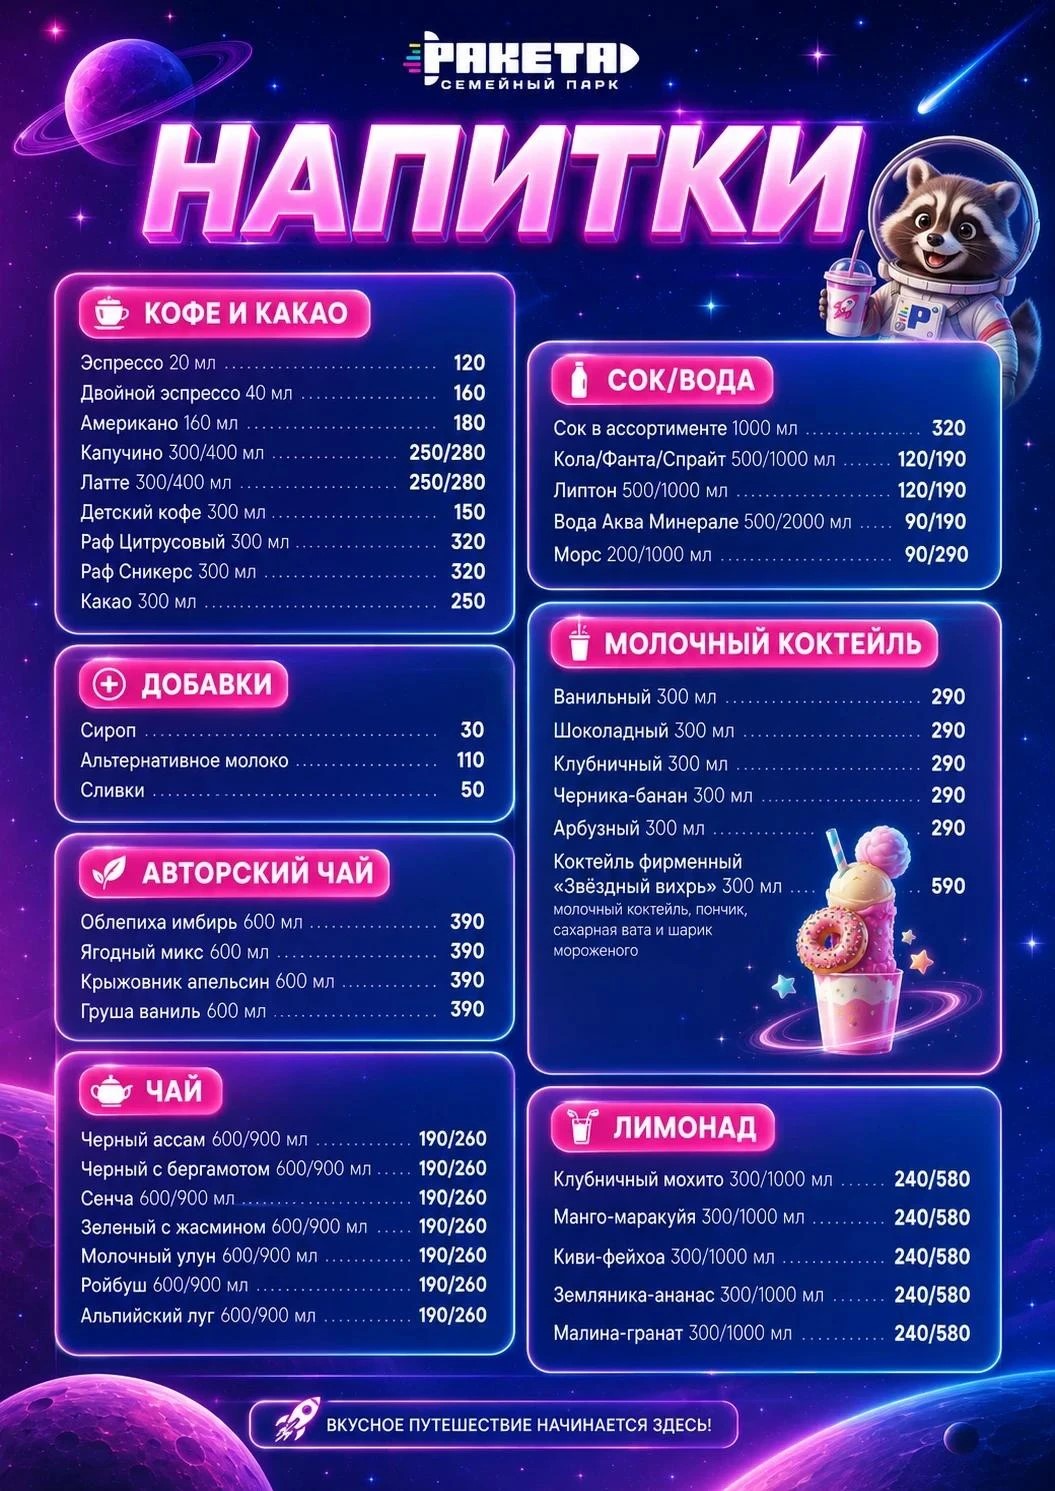 РАКЕТА
СЕМЕЙНЫЙ ПАРК
НАПИТКИ
КОФЕ И КАКАО
Эспрессо 20 мл 120
Двойной эспрессо 40 мл 160
Американо 160 мл 180
Капучино 300/400 мл 250/280
Латте 300/400 мл 250/280
Детский кофе 300 мл 150
Раф Цитрусовый 300 мл 320
Раф Сникерс 300 мл 320
Какао 300 мл 250
ДОБАВКИ
Сироп 30
Альтернативное молоко 110
Сливки 50
АВТОРСКИЙ ЧАЙ
Облепиха имбирь 600 мл 390
Ягодный микс 600 мл 390
Крыжовник апельсин 600 мл 390
Груша ваниль 600 мл 390
ЧАЙ
Черный ассам 600/900 мл 190/260
Черный с бергамотом 600/900 мл 190/260
Сенча 600/900 мл 190/260
Зеленый с жасмином 600/900 мл 190/260
Молочный улун 600/900 мл 190/260
Ройбуш 600/900 мл 190/260
Альпийский луг 600/900 мл 190/260
Р
СОК/ВОДА
Сок в ассортименте 1000 мл 320
Кола/Фанта/Спрайт 500/1000 мл 120/190
Липтон 500/1000 мл 120/190
Вода Аква Минерале 500/2000 мл 90/190
Морс 200/1000 мл 90/290
МОЛОЧНЫЙ КОКТЕЙЛЬ
Ванильный 300 мл 290
Шоколадный 300 мл 290
Клубничный 300 мл 290
Черника-банан 300 мл 290
Арбузный 300 мл 290
Коктейль фирменный
«Звёздный вихрь» 300 мл 590
молочный коктейль, пончик,
сахарная вата и шарик
мороженого
ЛИМОНАД
Клубничный мохито 300/1000 мл 240/580
Манго-маракуйя 300/1000 мл 240/580
Киви-фейхоа 300/1000 мл 240/580
Земляника-ананас 300/1000 мл 240/580
Малина-гранат 300/1000 мл 240/580
ВКУСНОЕ ПУТЕШЕСТВИЕ НАЧИНАЕТСЯ ЗДЕСЬ!